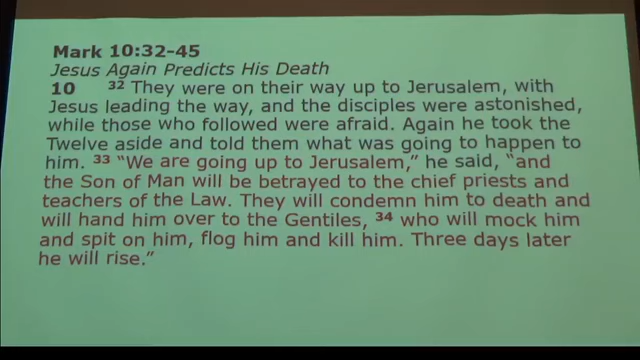 Mark 10:32-45
Jesus Again Predicts His Death
10 32 They were on their way up to Jerusalem, with
Jesus leading the way, and the disciples were astonished,
while those who followed were afraid. Again he took the
Twelve aside and told them what was going to happen to
him. 33 “We are going up to Jerusalem,” he said, “and
the Son of Man will be betrayed to the chief priests and
teachers of the Law. They will condemn him to death and
will hand him over to the Gentiles, 34 who will mock him
and spit on him, flog him and kill him. Three days later
he will rise.”